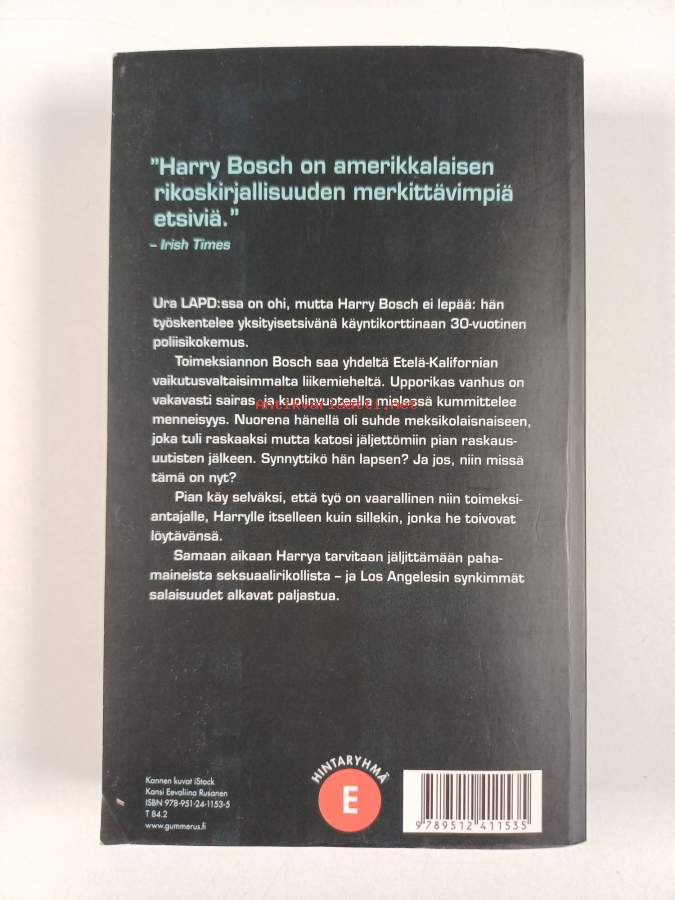 "Harry Bosch on amerikkalaisen
rikoskirjallisuuden merkittävimpiä
etsiviä."
– Irish Times
Ura LAPD:ssa on ohi, mutta Harry Bosch ei lepää: hän
työskentelee yksityisetsivänä käyntikorttinaan 30-vuotinen
poliisikokemus.
Toimeksiannon Bosch saa yhdeltä Etelä-Kalifornian
vaikutusvaltaisimmalta liikemieheltä. Upporikas vanhus on
vakavasti sairas, ja kuolinvuoteella mielessä kummittelee
Antikvariaatti.net
menneisyys. Nuorena hänellä oli suhde meksikolaisnaiseen,
joka tuli raskaaksi mutta katosi jäljettömiin pian raskaus-
uutisten jälkeen. Synnyttikö hän lapsen? Ja jos, niin missä
tämä on nyt?
Pian käy selväksi, että työ on vaarallinen niin toimeksi-
antajalle, Harrylle itselleen kuin sillekin, jonka he toivovat
löytävänsä.
Samaan aikaan Harrya tarvitaan jäljittämään paha-
maineista seksuaalirikollista – ja Los Angelesin synkimmät
salaisuudet alkavat paljastua.
Kannen kuvat iStock
Kansi Eevaliina Rusanen
ISBN 978-951-24-1153-5
T 84.2
www.gummerus.fi
HINTARYHMÄ
E
9 789512 411535